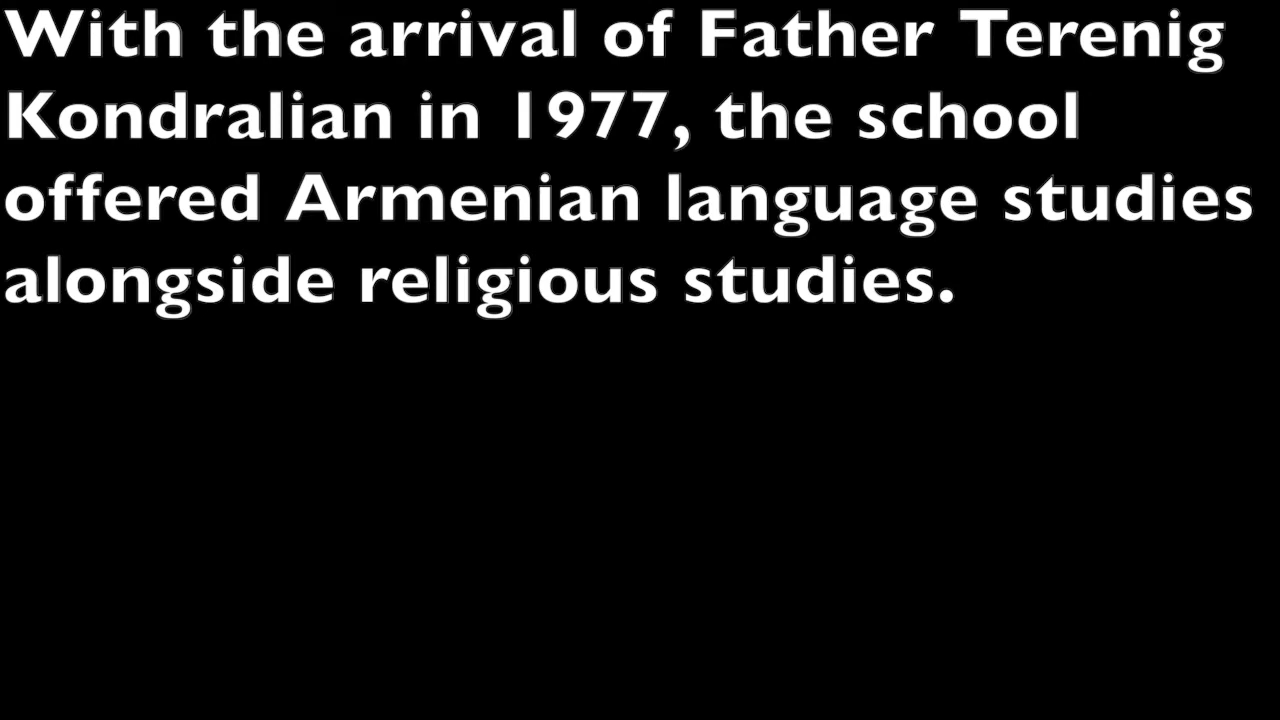 With the arrival of Father Terenig
Kondralian in 1977, the school
offered Armenian language studies
alongside religious studies.